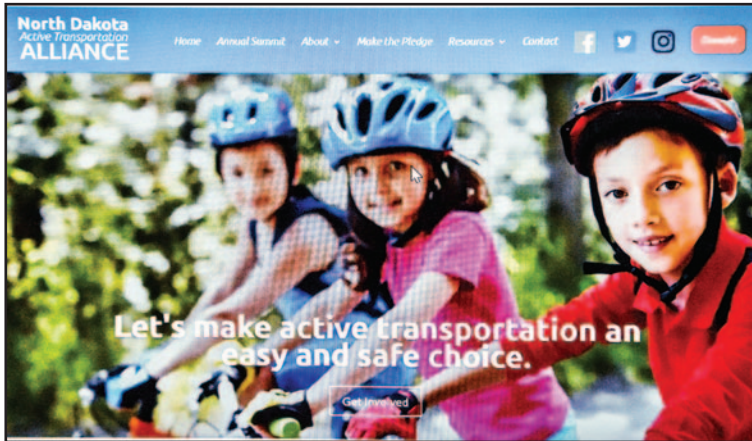 North Dakota
Active Transportation
ALLIANCE
Home Annual Summit About Make the Pledge Resources Contact
Let's make active transportation an
easy and safe choice.
Get Involved